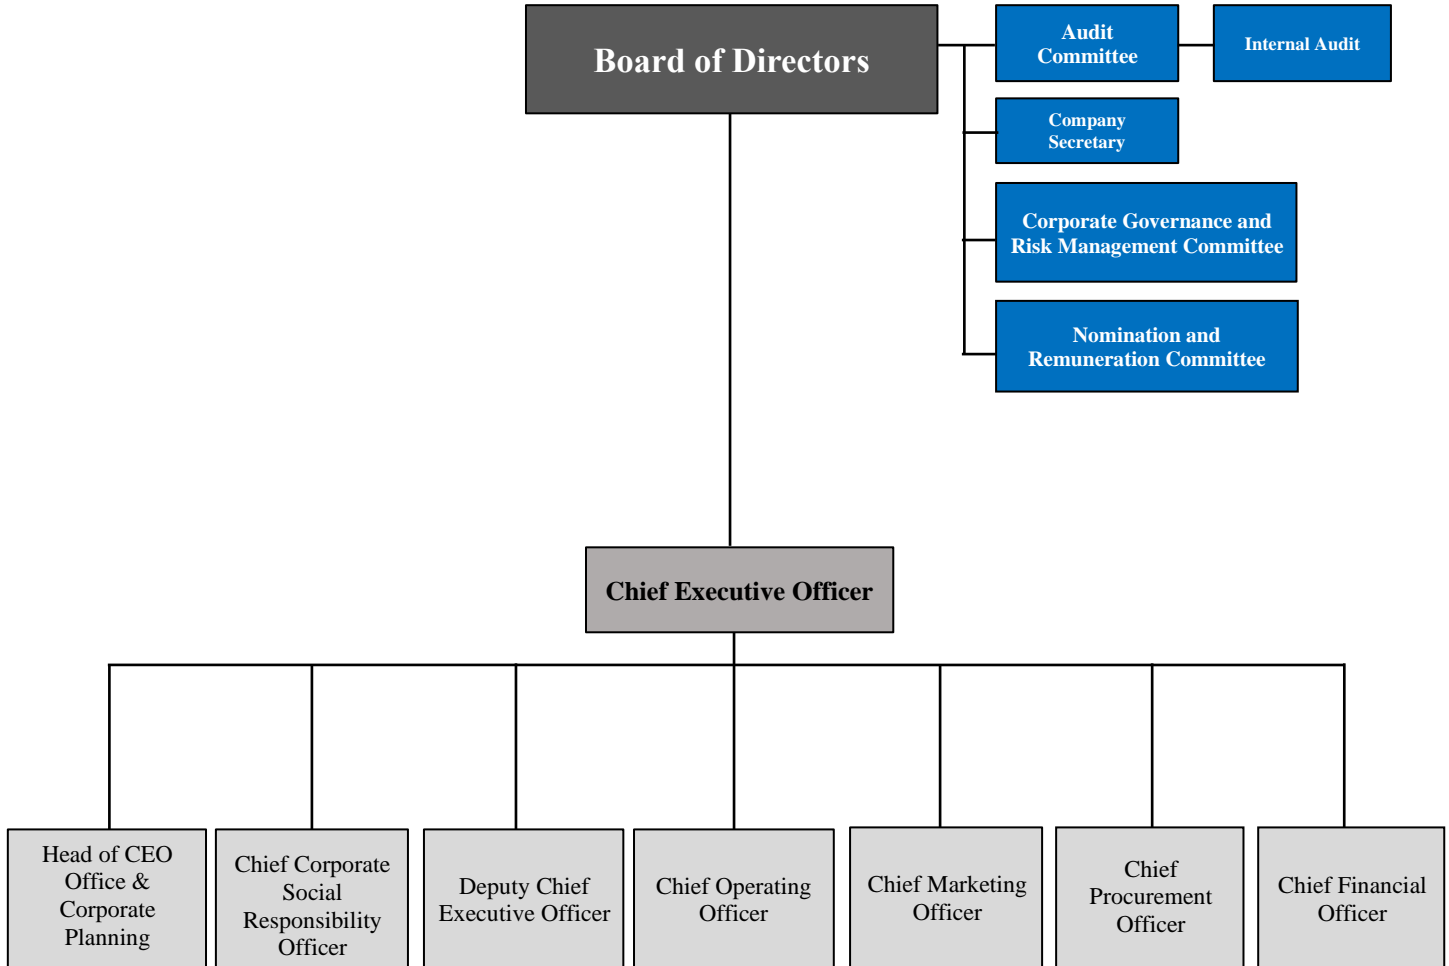 Board of Directors
Audit
Committee
Internal Audit
Company
Secretary
Corporate Governance and
Risk Management Committee
Nomination and
Remuneration Committee
Chief Executive Officer
Head of CEO
Office &
Corporate
Planning
Chief Corporate
Social
Responsibility
Officer
Deputy Chief
Executive Officer
Chief Operating
Officer
Chief Marketing
Officer
Chief
Procurement
Officer
Chief Financial
Officer